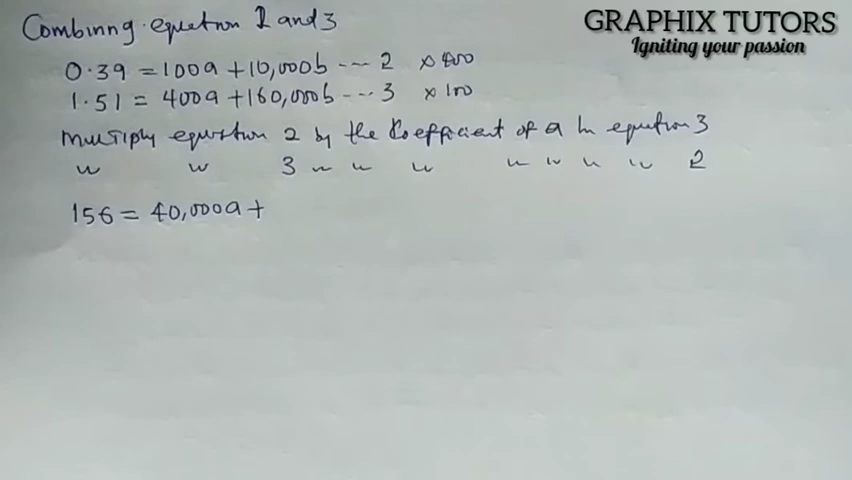 GRAPHIX TUTORS
Igniting your passion
Combining equation 2 and 3
0.39 = 100a + 10,000b --- 2 × 400
1.51 = 400a + 160,000b --- 3 × 100
Multiply equation 2 by the Coefficient of a in equation 3
" " 3 " " " " " " " 2
156 = 40,000a +